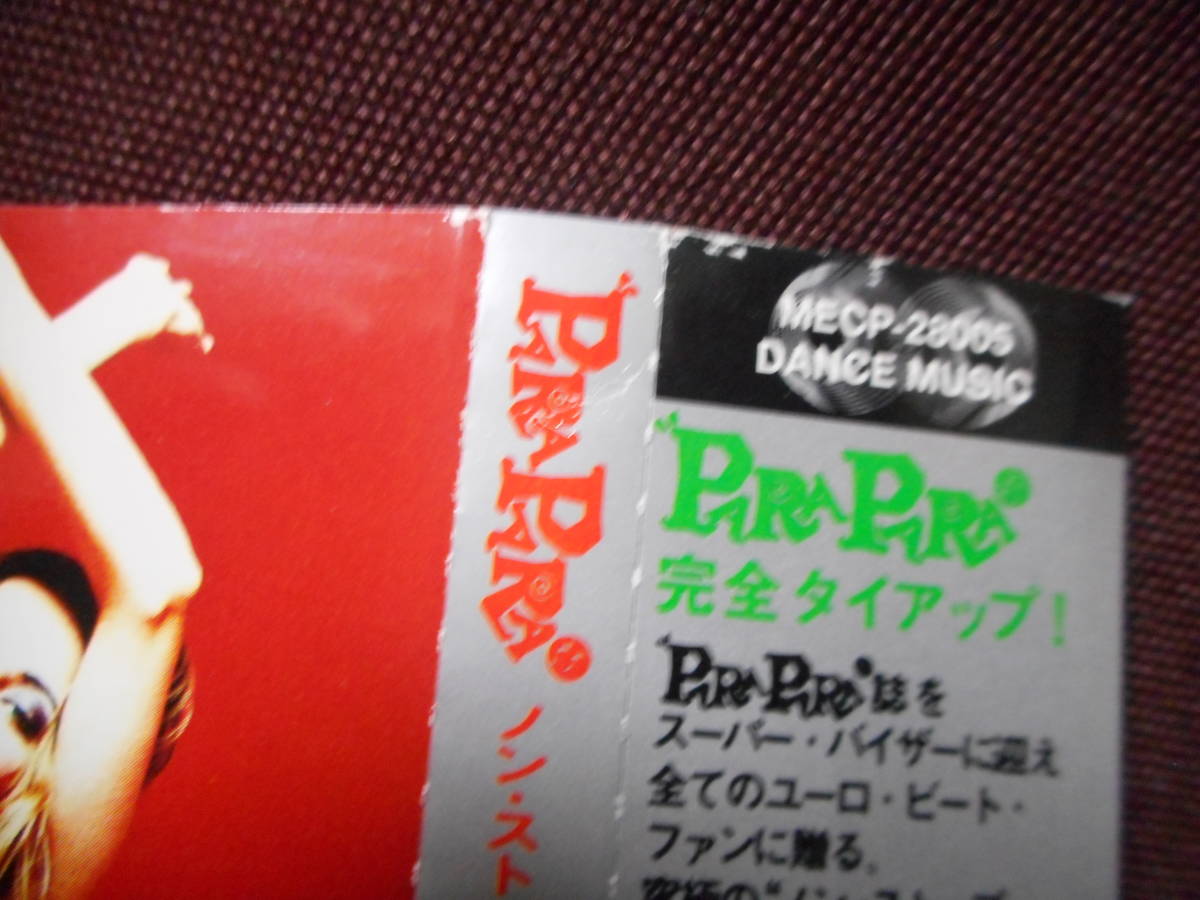 MECP-28005
DANCE MUSIC
"PARAPARA"
完全タイアップ!
"PARAPARA"誌を
スーパー・バイザーに迎え
全てのユーロ・ビート・
ファンに贈る。
"PARAPARA" ノン・スト